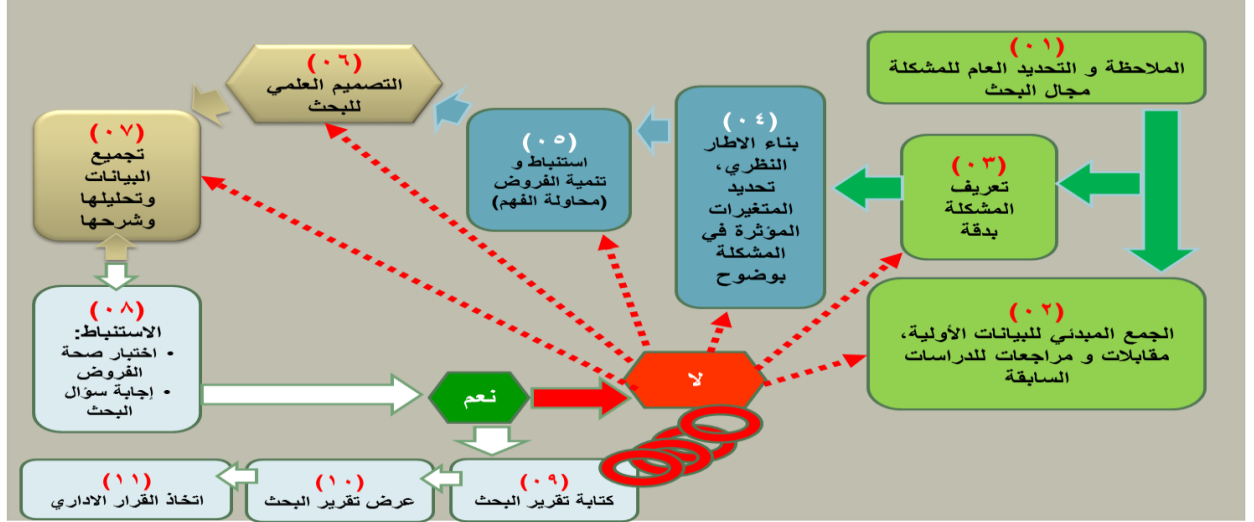 (٠١)
الملاحظة و التحديد العام للمشكلة
مجال البحث
(٠٢)
الجمع المبدئي للبيانات الأولية،
مقابلات و مراجعات للدراسات
السابقة
(٠٣)
تعريف
المشكلة
بدقة
(٠٤)
بناء الاطار
النظري،
تحديد
المتغيرات
المؤثرة في
المشكلة
بوضوح
(٠٥)
استنباط و
تنمية الفروض
(محاولة الفهم)
(٠٦)
التصميم العلمي
للبحث
(٠٧)
تجميع
البيانات
وتحليلها
وشرحها
(٠٨)
الاستنباط:
• اختبار صحة
الفروض
• إجابة سؤال
البحث
نعم
لا
(٠٩)
كتابة تقرير البحث
(١٠)
عرض تقرير البحث
(١١)
اتخاذ القرار الاداري